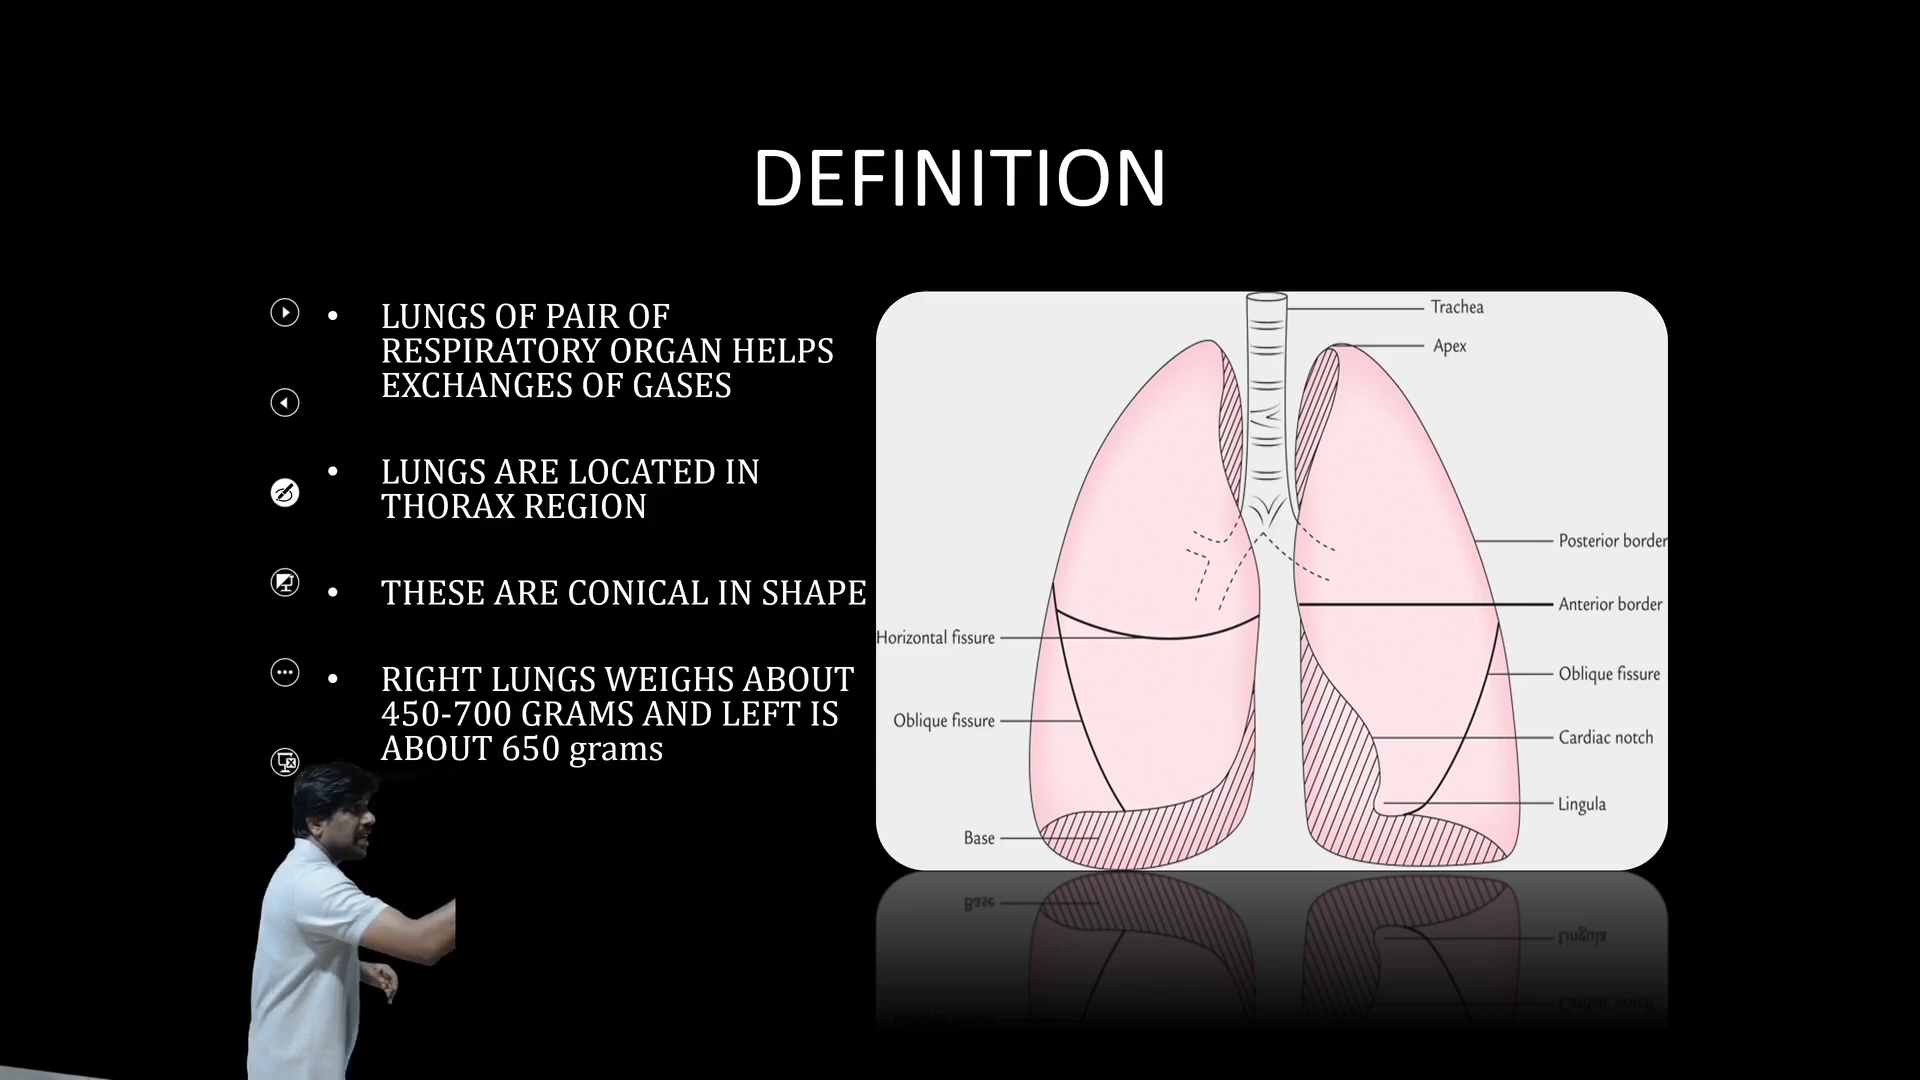 DEFINITION
• LUNGS OF PAIR OF
RESPIRATORY ORGAN HELPS
EXCHANGES OF GASES
• LUNGS ARE LOCATED IN
THORAX REGION
• THESE ARE CONICAL IN SHAPE
• RIGHT LUNGS WEIGHS ABOUT
450-700 GRAMS AND LEFT IS
ABOUT 650 grams
Trachea
Apex
Posterior border
Anterior border
Horizontal fissure
Oblique fissure
Oblique fissure
Cardiac notch
Lingula
Base